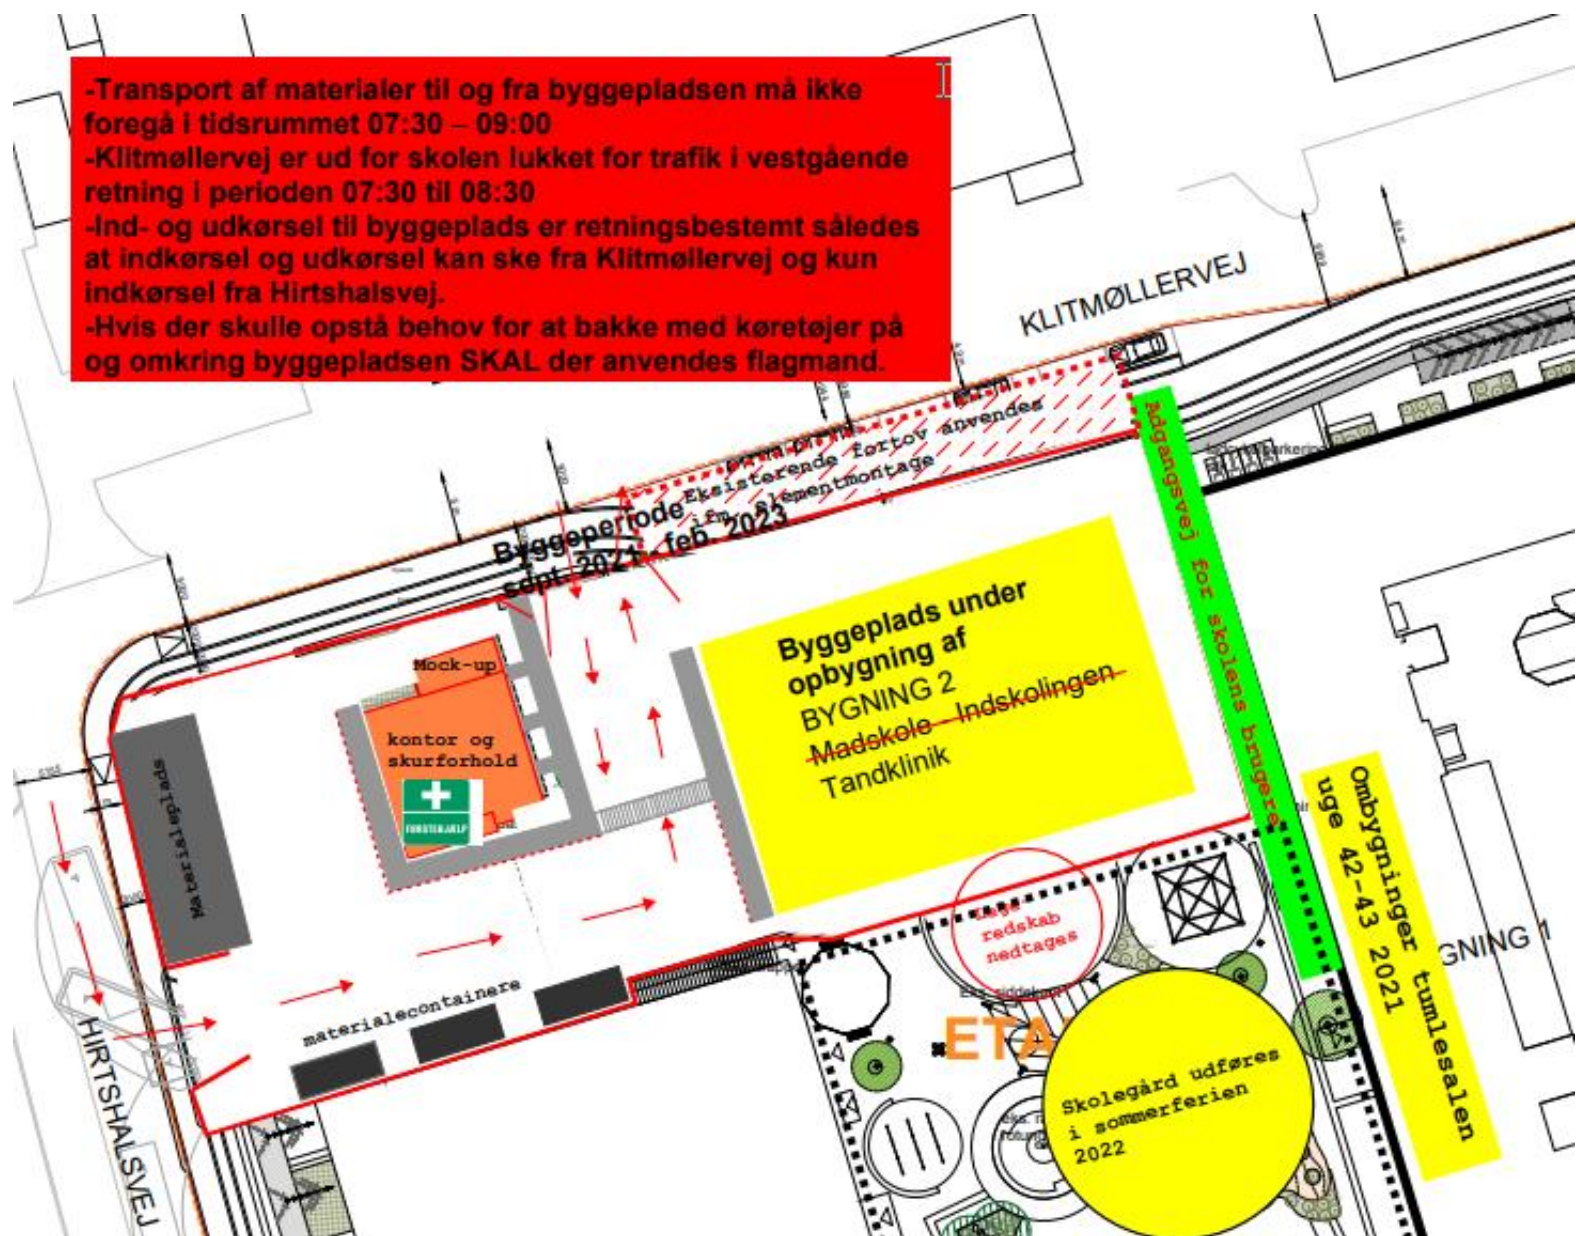 -Transport af materialer til og fra byggepladsen må ikke
foregå i tidsrummet 07:30 – 09:00
-Klitmøllervej er ud for skolen lukket for trafik i vestgående
retning i perioden 07:30 til 08:30
-Ind- og udkørsel til byggeplads er retningsbestemt således
at indkørsel og udkørsel kan ske fra Klitmøllervej og kun
indkørsel fra Hirtshalsvej.
-Hvis der skulle opstå behov for at bakke med køretøjer på
og omkring byggepladsen SKAL der anvendes flagmand.
KLITMØLLERVEJ
Eksisterende fortov anvendes
ifm. Elementmontage
Byggeperiode
sept. 2021 - feb. 2023
Adgangsvej for skolens brugere
Byggeplads under
opbygning af
BYGNING 2
Madskole - Indskolingen
Tandklinik
Mock-up
kontor og
skurforhold
FØRSTEHJÆLP
Materialeplads
materialecontainere
HIRTSHALSVEJ
redskab
nedtages
ETA
Skolegård udføres
i sommerferien
2022
Ombygninger tumlesalen
uge 42-43 2021
GNING 1